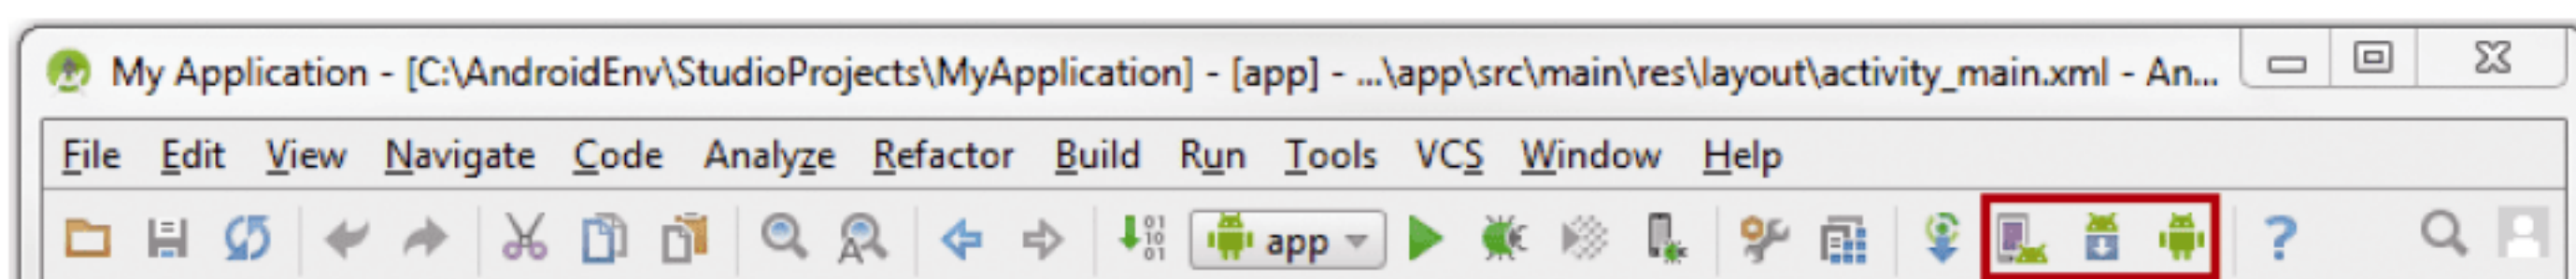 My Application - [C:\AndroidEnv\StudioProjects\MyApplication] - [app] - ...\app\src\main\res\layout\activity_main.xml - An...
File Edit View Navigate Code Analyze Refactor Build Run Tools VCS Window Help
app